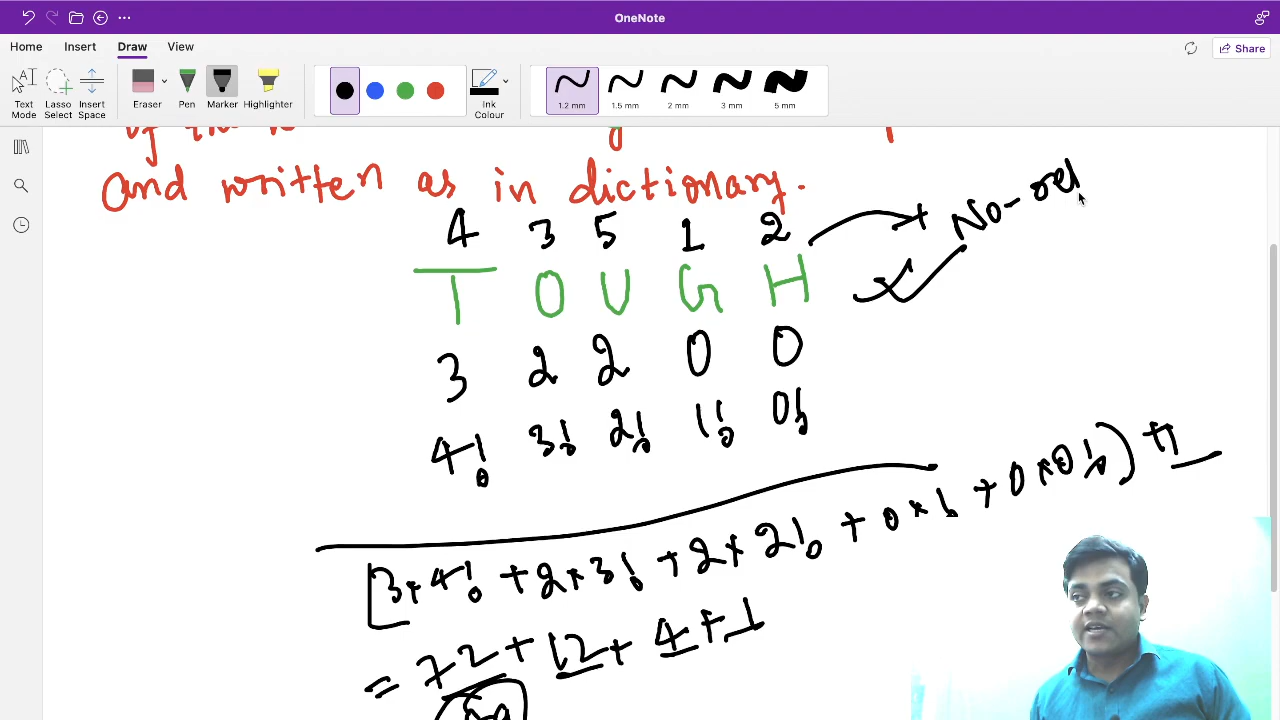 OneNote
Home Insert Draw View
Share
Text Mode
Lasso Select
Insert Space
Eraser
Pen
Marker
Highlighter
Ink Colour
1.2 mm
1.5 mm
2 mm
3 mm
5 mm
of the
and written as in dictionary.
4 3 5 1 2
No-rel
T O U G H
3 2 2 0 0
4! 3! 2! 1! 0!
[3×4! + 2×3! + 2×2! + 0×1! + 0×0!) +1
= 72 + 12 + 4 + 1